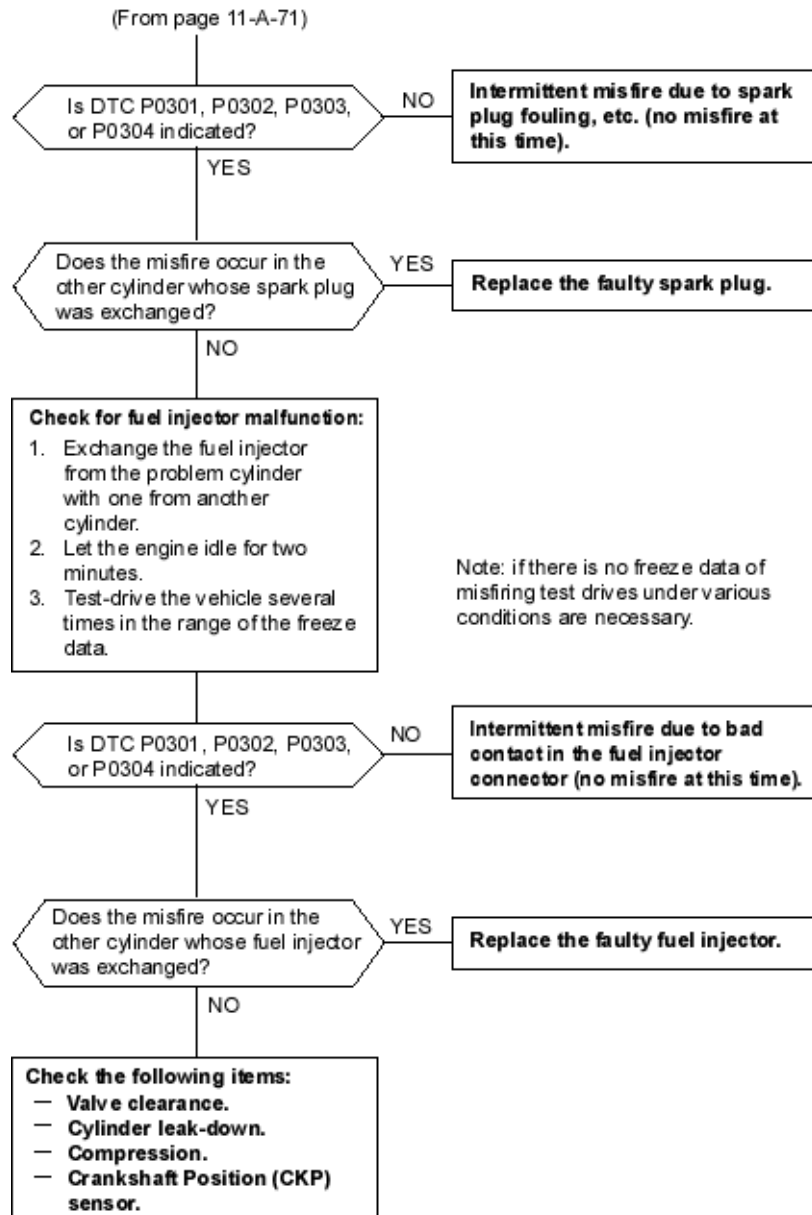 (From page 11-A-71)
Is DTC P0301, P0302, P0303,
or P0304 indicated?
NO
Intermittent misfire due to spark
plug fouling, etc. (no misfire at
this time).
YES
Does the misfire occur in the
other cylinder whose spark plug
was exchanged?
YES
Replace the faulty spark plug.
NO
Check for fuel injector malfunction:
1. Exchange the fuel injector
from the problem cylinder
with one from another
cylinder.
2. Let the engine idle for two
minutes.
3. Test-drive the vehicle several
times in the range of the freeze
data.
Note: if there is no freeze data of
misfiring test drives under various
conditions are necessary.
Is DTC P0301, P0302, P0303,
or P0304 indicated?
NO
Intermittent misfire due to bad
contact in the fuel injector
connector (no misfire at this time).
YES
Does the misfire occur in the
other cylinder whose fuel injector
was exchanged?
YES
Replace the faulty fuel injector.
NO
Check the following items:
— Valve clearance.
— Cylinder leak-down.
— Compression.
— Crankshaft Position (CKP)
sensor.